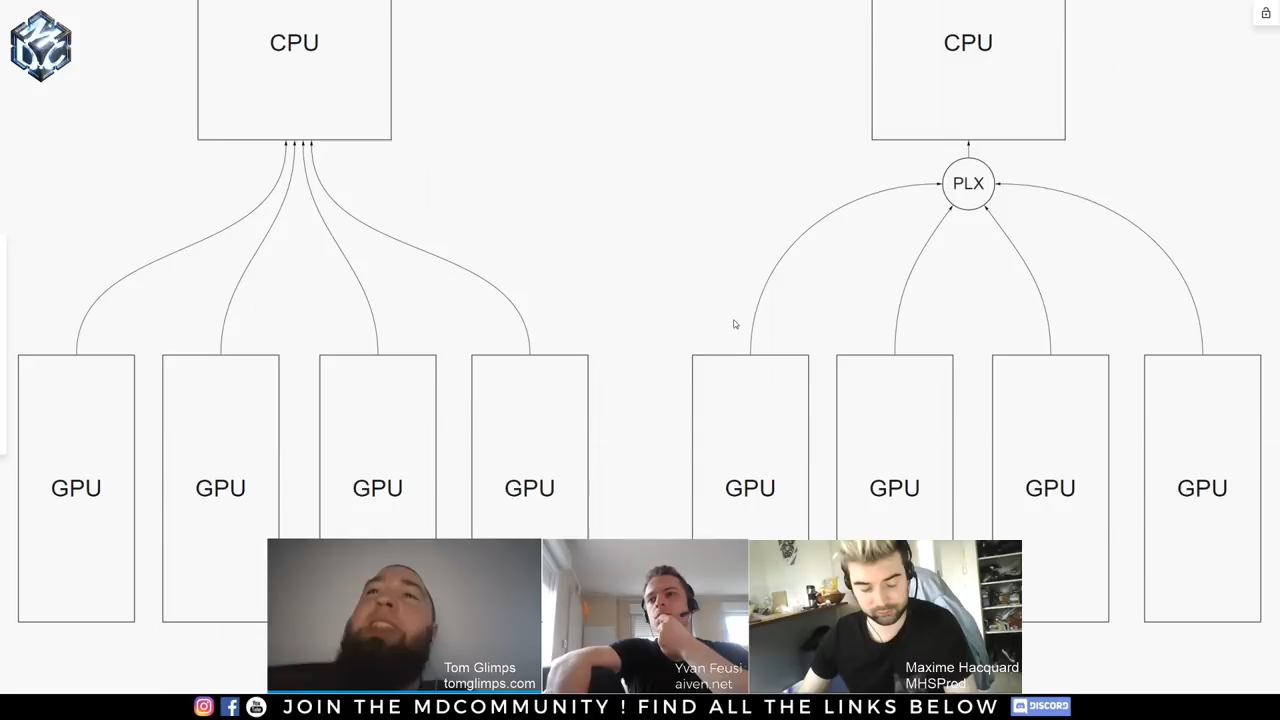 CPU
CPU
PLX
GPU
GPU
GPU
GPU
GPU
GPU
GPU
GPU
Tom Glimps
tomglimps.com
Yvan Feusi
aiven.net
Maxime Hacquard
MHSProd
JOIN THE MDCOMMUNITY ! FIND ALL THE LINKS BELOW
DISCORD